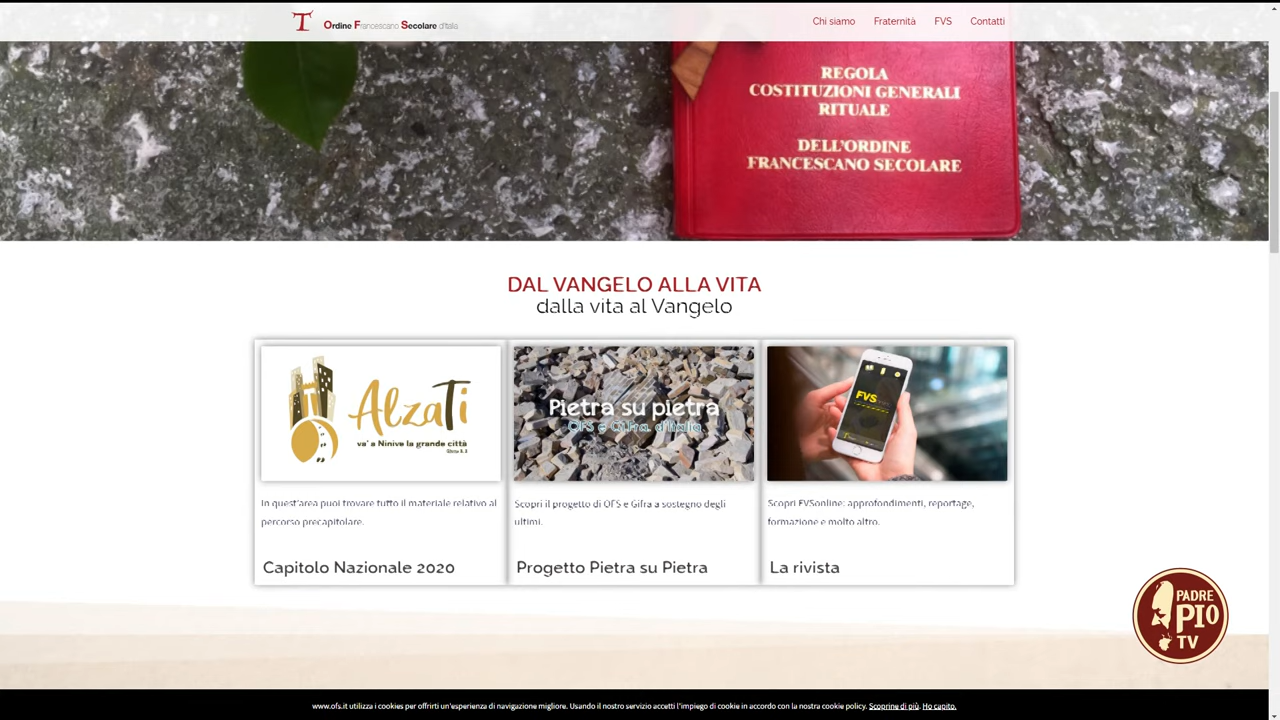 Ordine Francescano Secolare d'Italia
Chi siamo
Fraternità
FVS
Contatti
REGOLA
COSTITUZIONI GENERALI
RITUALE
DELL'ORDINE
FRANCESCANO SECOLARE
DAL VANGELO ALLA VITA
dalla vita al Vangelo
AlzaTi
va' a Ninive la grande città
Pietra su pietra
OFS e Gi.Fra. d'Italia
FVS
In quest'area puoi trovare tutto il materiale relativo al
percorso precapitolare.
Scopri il progetto di OFS e Gifra a sostegno degli
ultimi.
Scopri FVSonline: approfondimenti, reportage,
formazione e molto altro.
Capitolo Nazionale 2020
Progetto Pietra su Pietra
La rivista
PADRE
PIO
TV
www.ofs.it utilizza i cookies per offrirti un'esperienza di navigazione migliore. Usando il nostro servizio accetti l'impiego di cookie in accordo con la nostra cookie policy. Scoprine di più. Ho capito.